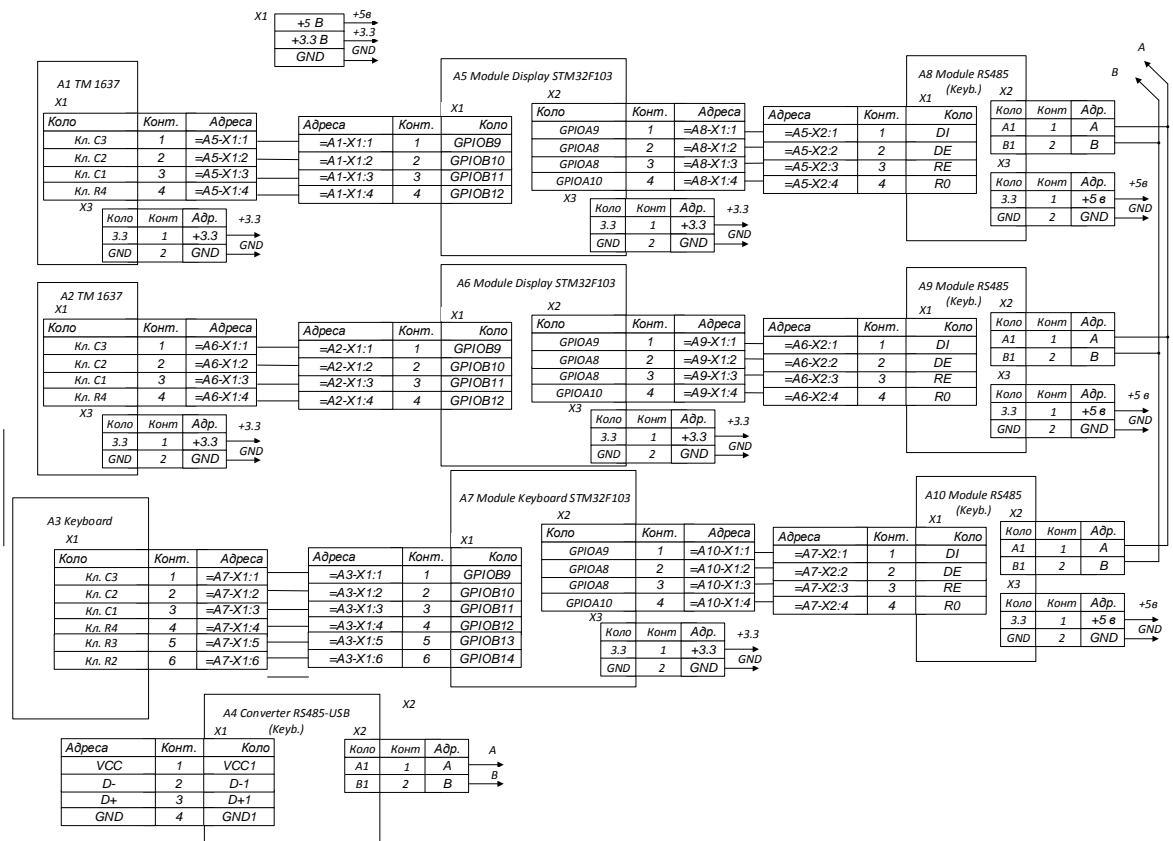 X1
+5 В +5в
+3.3 В +3.3
GND GND
A
B
A1 TM 1637
X1
Коло Конт. Адреса
Кл. C3 1 =A5-X1:1
Кл. C2 2 =A5-X1:2
Кл. C1 3 =A5-X1:3
Кл. R4 4 =A5-X1:4
X3
Коло Конт Адр.
3.3 1 +3.3 +3.3
GND 2 GND GND
A5 Module Display STM32F103
X1
Адреса Конт. Коло
=A1-X1:1 1 GPIOB9
=A1-X1:2 2 GPIOB10
=A1-X1:3 3 GPIOB11
=A1-X1:4 4 GPIOB12
X2
Коло Конт. Адреса
GPIOA9 1 =A8-X1:1
GPIOA8 2 =A8-X1:2
GPIOA8 3 =A8-X1:3
GPIOA10 4 =A8-X1:4
X3
Коло Конт Адр.
3.3 1 +3.3 +3.3
GND 2 GND GND
A8 Module RS485
(Keyb.)
X1
Адреса Конт. Коло
=A5-X2:1 1 DI
=A5-X2:2 2 DE
=A5-X2:3 3 RE
=A5-X2:4 4 R0
X2
Коло Конт Адр.
A1 1 A
B1 2 B
X3
Коло Конт Адр.
3.3 1 +5 в +5в
GND 2 GND GND
A2 TM 1637
X1
Коло Конт. Адреса
Кл. C3 1 =A6-X1:1
Кл. C2 2 =A6-X1:2
Кл. C1 3 =A6-X1:3
Кл. R4 4 =A6-X1:4
X3
Коло Конт Адр.
3.3 1 +3.3 +3.3
GND 2 GND GND
A6 Module Display STM32F103
X1
Адреса Конт. Коло
=A2-X1:1 1 GPIOB9
=A2-X1:2 2 GPIOB10
=A2-X1:3 3 GPIOB11
=A2-X1:4 4 GPIOB12
X2
Коло Конт. Адреса
GPIOA9 1 =A9-X1:1
GPIOA8 2 =A9-X1:2
GPIOA8 3 =A9-X1:3
GPIOA10 4 =A9-X1:4
X3
Коло Конт Адр.
3.3 1 +3.3 +3.3
GND 2 GND GND
A9 Module RS485
(Keyb.)
X1
Адреса Конт. Коло
=A6-X2:1 1 DI
=A6-X2:2 2 DE
=A6-X2:3 3 RE
=A6-X2:4 4 R0
X2
Коло Конт Адр.
A1 1 A
B1 2 B
X3
Коло Конт Адр.
3.3 1 +5 в +5 в
GND 2 GND GND
A3 Keyboard
X1
Коло Конт. Адреса
Кл. C3 1 =A7-X1:1
Кл. C2 2 =A7-X1:2
Кл. C1 3 =A7-X1:3
Кл. R4 4 =A7-X1:4
Кл. R3 5 =A7-X1:5
Кл. R2 6 =A7-X1:6
A7 Module Keyboard STM32F103
X1
Адреса Конт. Коло
=A3-X1:1 1 GPIOB9
=A3-X1:2 2 GPIOB10
=A3-X1:3 3 GPIOB11
=A3-X1:4 4 GPIOB12
=A3-X1:5 5 GPIOB13
=A3-X1:6 6 GPIOB14
X2
Коло Конт. Адреса
GPIOA9 1 =A10-X1:1
GPIOA8 2 =A10-X1:2
GPIOA8 3 =A10-X1:3
GPIOA10 4 =A10-X1:4
X3
Коло Конт Адр.
3.3 1 +3.3 +3.3
GND 2 GND GND
A10 Module RS485
(Keyb.)
X1
Адреса Конт. Коло
=A7-X2:1 1 DI
=A7-X2:2 2 DE
=A7-X2:3 3 RE
=A7-X2:4 4 R0
X2
Коло Конт Адр.
A1 1 A
B1 2 B
X3
Коло Конт Адр.
3.3 1 +5 в +5в
GND 2 GND GND
X2
A4 Converter RS485-USB
(Keyb.)
X1
Адреса Конт. Коло
VCC 1 VCC1
D- 2 D-1
D+ 3 D+1
GND 4 GND1
X2
Коло Конт Адр.
A1 1 A A
B1 2 B B